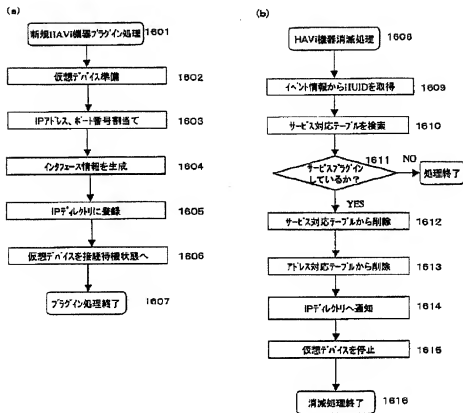 (a)
新規HAVi機器プラグイン処理 1601
仮想デバイス準備 1602
IPアドレス、ポート番号割当て 1603
インタフェース情報を生成 1604
IPディレクトリに登録 1605
仮想デバイスを接続待機状態へ 1606
プラグイン処理終了 1607
(b)
HAVi機器消滅処理 1608
イベント情報からHUIDを取得 1609
サービス対応テーブルを検索 1610
サービスプラグインしているか? 1611
NO
処理終了
YES
サービス対応テーブルから削除 1612
アドレス対応テーブルから削除 1613
IPディレクトリへ通知 1614
仮想デバイスを停止 1615
消滅処理終了 1616